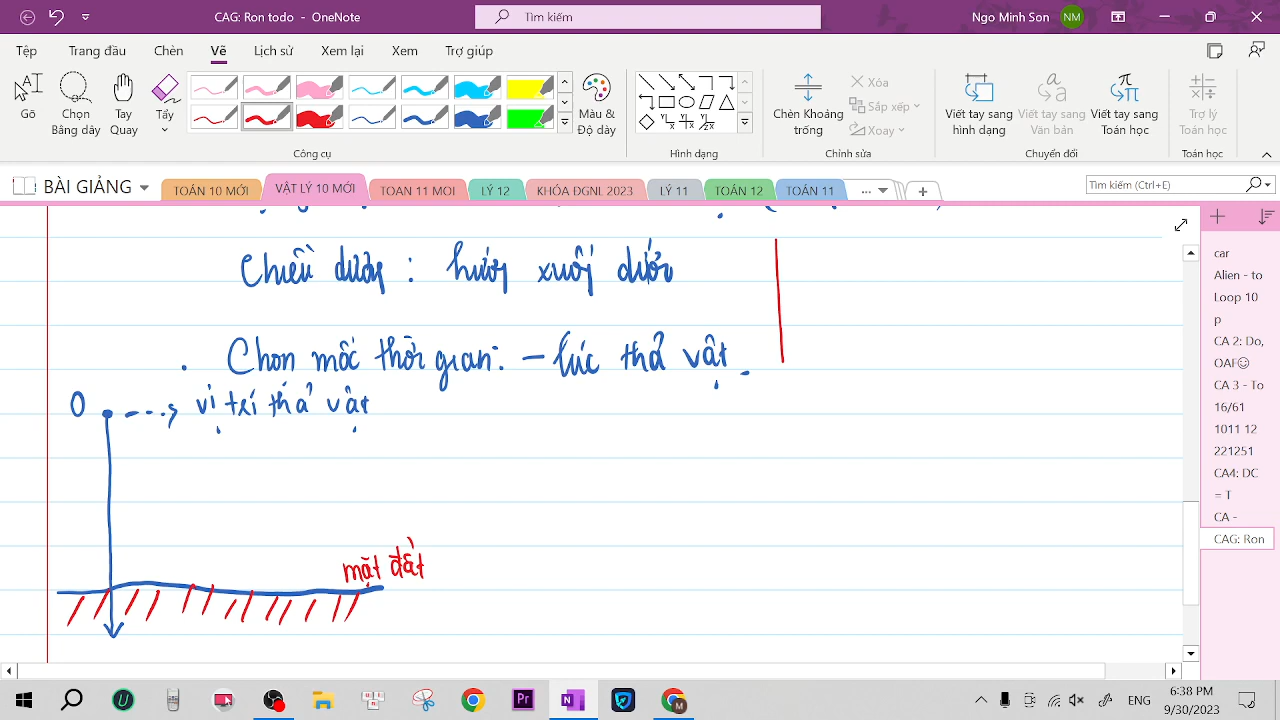 CAG: Ron todo - OneNote
Tìm kiếm
Ngo Minh Son
NM
Tệp
Trang đầu
Chèn
Vẽ
Lịch sử
Xem lại
Xem
Trợ giúp
Gõ
Chọn Bằng dây
Tay Quay
Tẩy
Màu & Độ dày
Công cụ
Hình dạng
Chèn Khoảng trống
Xóa
Sắp xếp
Xoay
Chỉnh sửa
Viết tay sang hình dạng
Viết tay sang Văn bản
Viết tay sang Toán học
Chuyển đổi
Trợ lý Toán học
Toán học
BÀI GIẢNG
TOÁN 10 MỚI
VẬT LÝ 10 MỚI
TOAN 11 MOI
LÝ 12
KHÓA ĐGNL 2023
LÝ 11
TOÁN 12
TOÁN 11
...
Tìm kiếm (Ctrl+E)
Chiều dương : hướng xuống dưới
. Chọn mốc thời gian: - lúc thả vật.
O
vị trí thả vật
mặt đất
car
Alien - to
Loop 10
p
CA 2: Do,
OAF☺
CA 3 - To
16/61
1011 12
221251
CA4: DC
= T
CA -
CAG: Ron
Pr
N
M
ENG
6:38 PM
9/30/2023